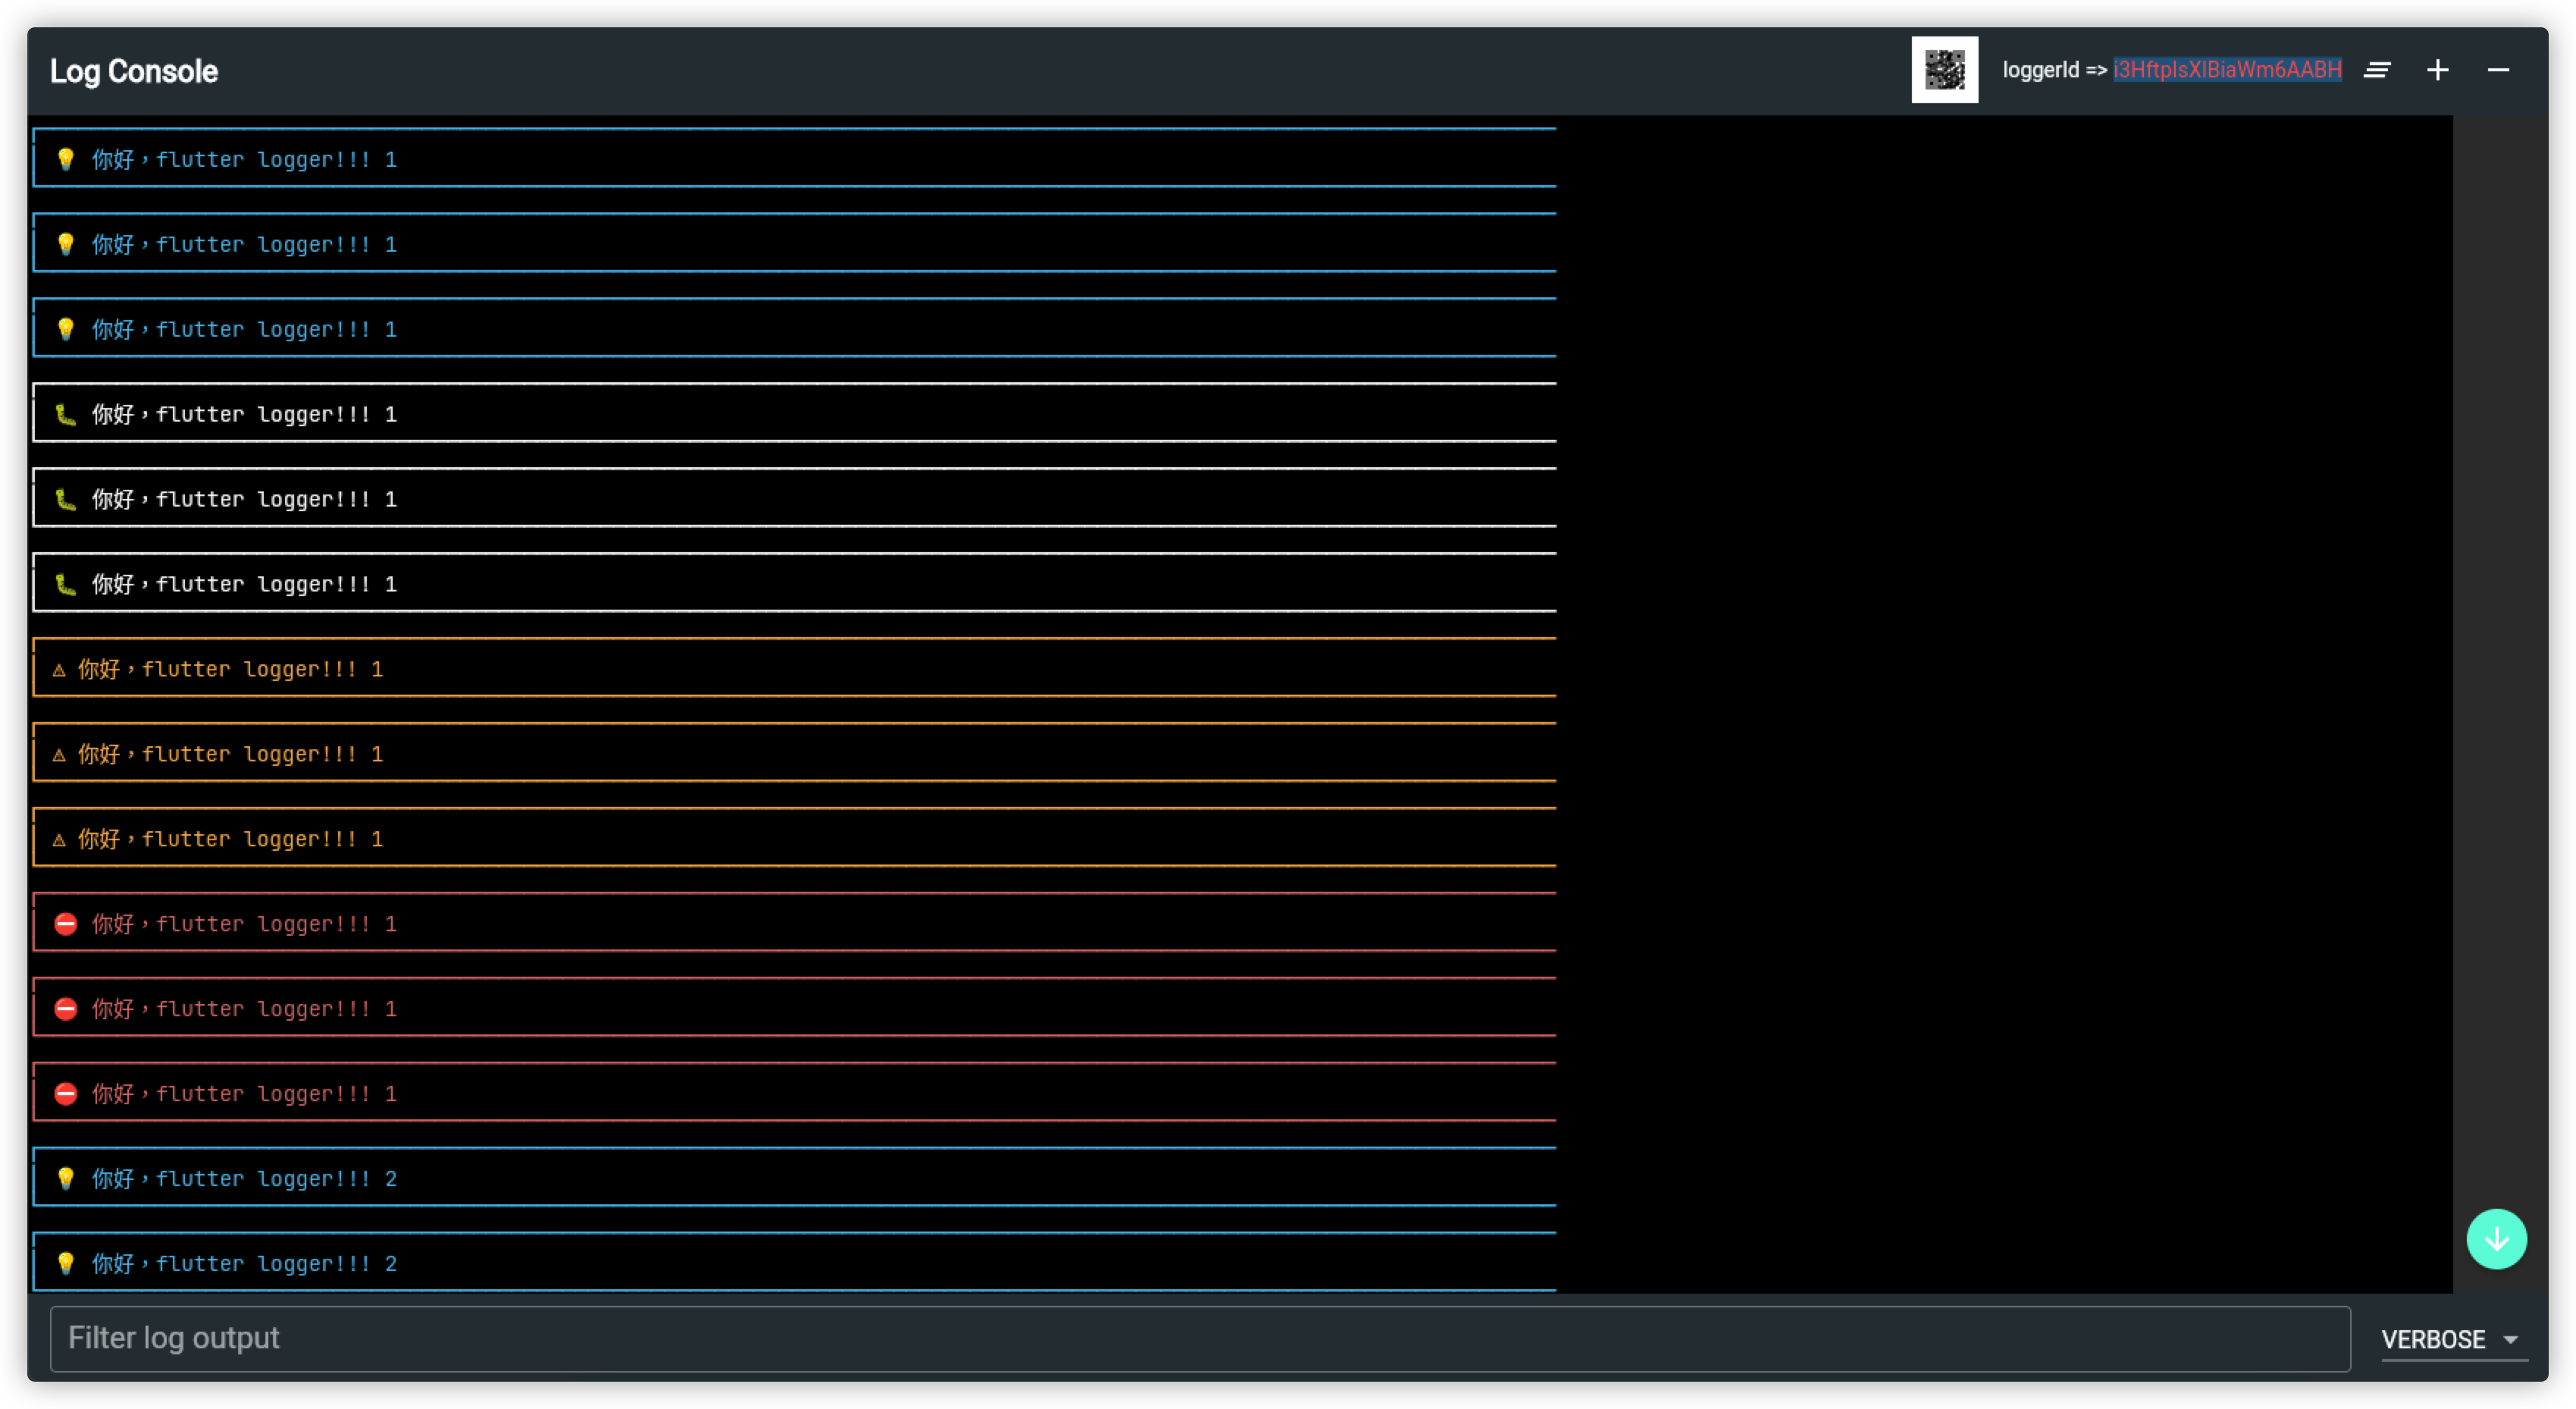 Log Console
loggerId => i3HftpIsXIBiaWm6AABH
💡 你好，flutter logger!!! 1
💡 你好，flutter logger!!! 1
💡 你好，flutter logger!!! 1
🐛 你好，flutter logger!!! 1
🐛 你好，flutter logger!!! 1
🐛 你好，flutter logger!!! 1
⚠ 你好，flutter logger!!! 1
⚠ 你好，flutter logger!!! 1
⚠ 你好，flutter logger!!! 1
⛔ 你好，flutter logger!!! 1
⛔ 你好，flutter logger!!! 1
⛔ 你好，flutter logger!!! 1
💡 你好，flutter logger!!! 2
💡 你好，flutter logger!!! 2
Filter log output
VERBOSE